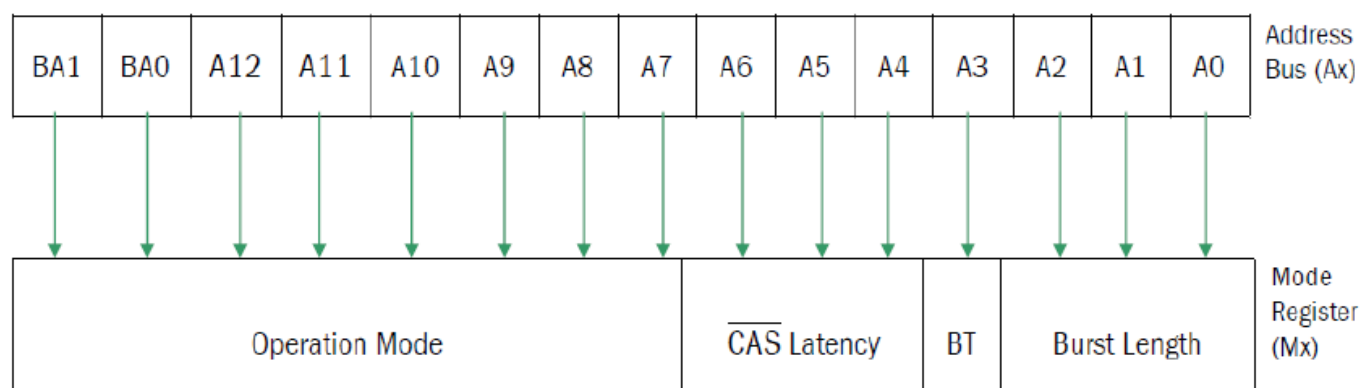 BA1 BA0 A12 A11 A10 A9 A8 A7 A6 A5 A4 A3 A2 A1 A0
Address
Bus (Ax)
Operation Mode CAS Latency BT Burst Length
Mode
Register
(Mx)